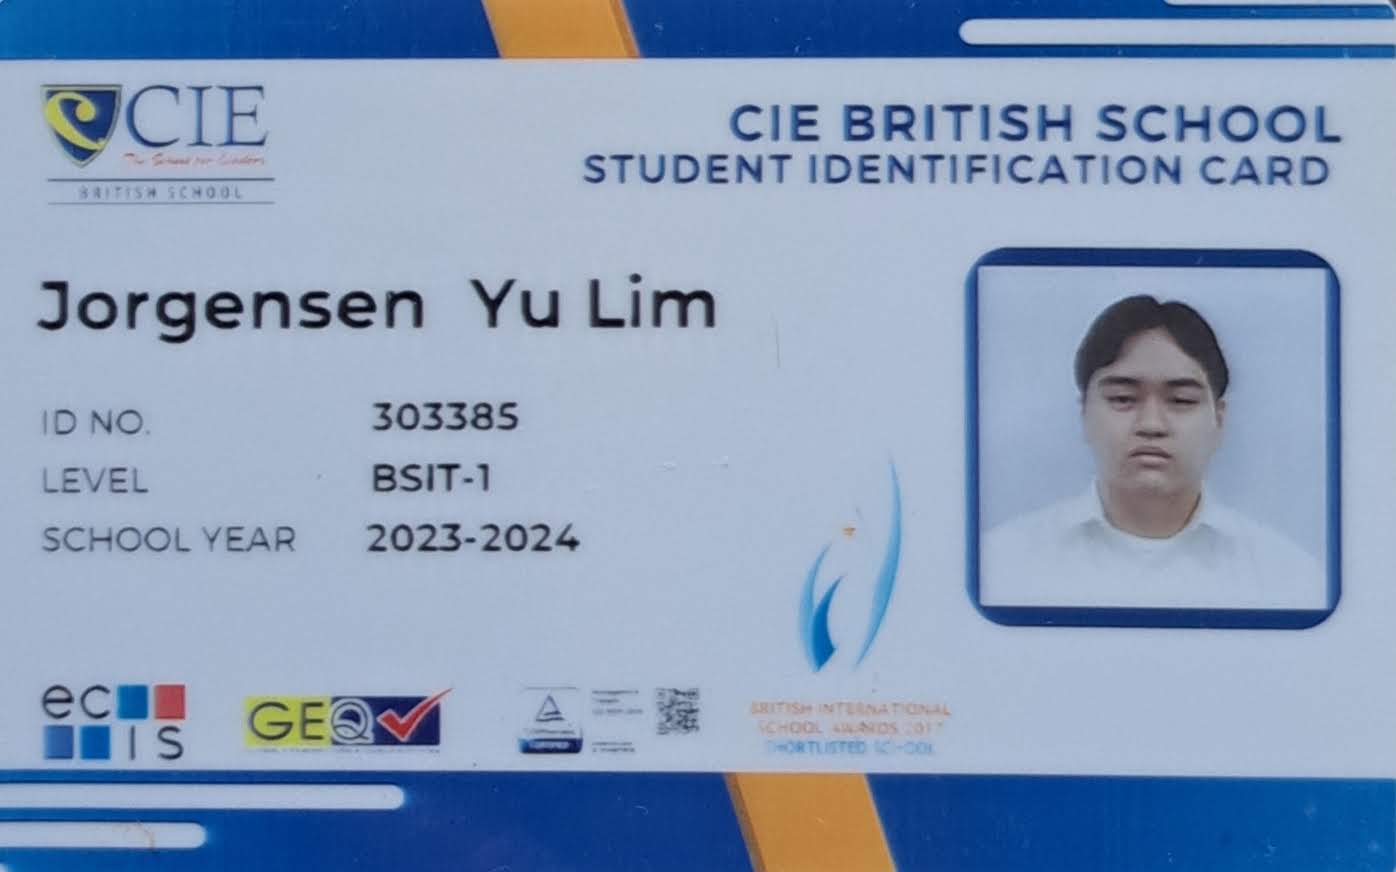 CIE
The School for Leaders
BRITISH SCHOOL
CIE BRITISH SCHOOL
STUDENT IDENTIFICATION CARD
Jorgensen Yu Lim
ID NO. 303385
LEVEL BSIT-1
SCHOOL YEAR 2023-2024
ecis
GEQ
BRITISH INTERNATIONAL
SCHOOL AWARDS 2017
SHORTLISTED SCHOOL